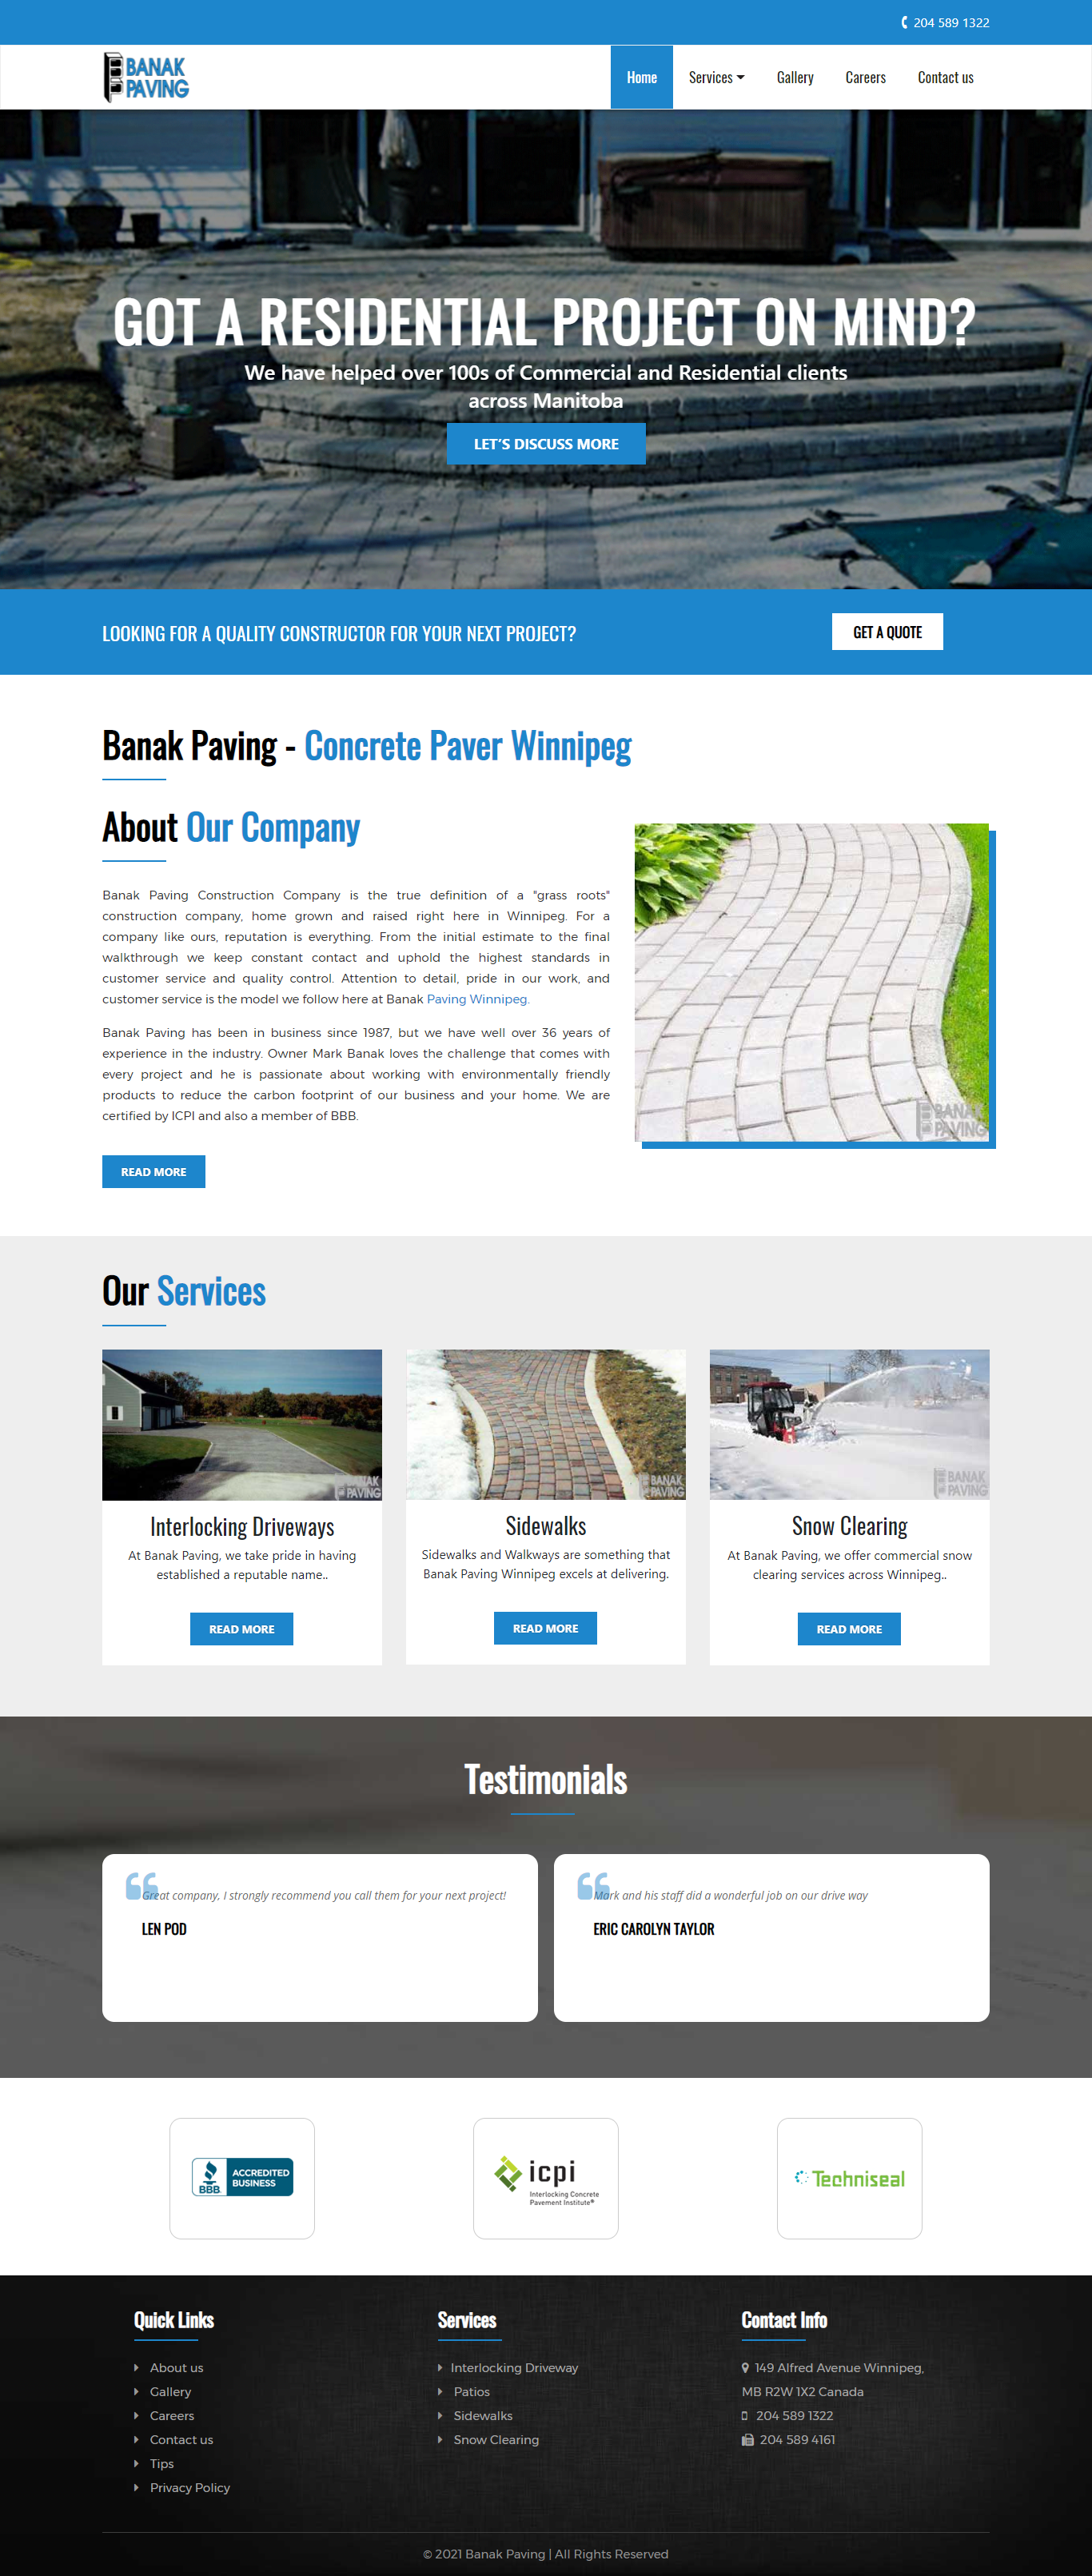 204 589 1322
BANAK
PAVING
Home
Services
Gallery
Careers
Contact us
GOT A RESIDENTIAL PROJECT ON MIND?
We have helped over 100s of Commercial and Residential clients
across Manitoba
LET'S DISCUSS MORE
LOOKING FOR A QUALITY CONSTRUCTOR FOR YOUR NEXT PROJECT?
GET A QUOTE
Banak Paving - Concrete Paver Winnipeg
About Our Company
Banak Paving Construction Company is the true definition of a "grass roots"
construction company, home grown and raised right here in Winnipeg. For a
company like ours, reputation is everything. From the initial estimate to the final
walkthrough we keep constant contact and uphold the highest standards in
customer service and quality control. Attention to detail, pride in our work, and
customer service is the model we follow here at Banak Paving Winnipeg.
Banak Paving has been in business since 1987, but we have well over 36 years of
experience in the industry. Owner Mark Banak loves the challenge that comes with
every project and he is passionate about working with environmentally friendly
products to reduce the carbon footprint of our business and your home. We are
certified by ICPI and also a member of BBB.
BANAK
PAVING
READ MORE
Our Services
BANAK
PAVING
Interlocking Driveways
At Banak Paving, we take pride in having
established a reputable name..
READ MORE
BANAK
PAVING
Sidewalks
Sidewalks and Walkways are something that
Banak Paving Winnipeg excels at delivering.
READ MORE
BANAK
PAVING
Snow Clearing
At Banak Paving, we offer commercial snow
clearing services across Winnipeg..
READ MORE
Testimonials
Great company. I strongly recommend you call them for your next project!
LEN POD
Mark and his staff did a wonderful job on our drive way
ERIC CAROLYN TAYLOR
BBB
ACCREDITED
BUSINESS
icpi
Interlocking Concrete
Pavement Institute®
Techniseal
Quick Links
About us
Gallery
Careers
Contact us
Tips
Privacy Policy
Services
Interlocking Driveway
Patios
Sidewalks
Snow Clearing
Contact Info
149 Alfred Avenue Winnipeg,
MB R2W 1X2 Canada
204 589 1322
204 589 4161
© 2021 Banak Paving | All Rights Reserved